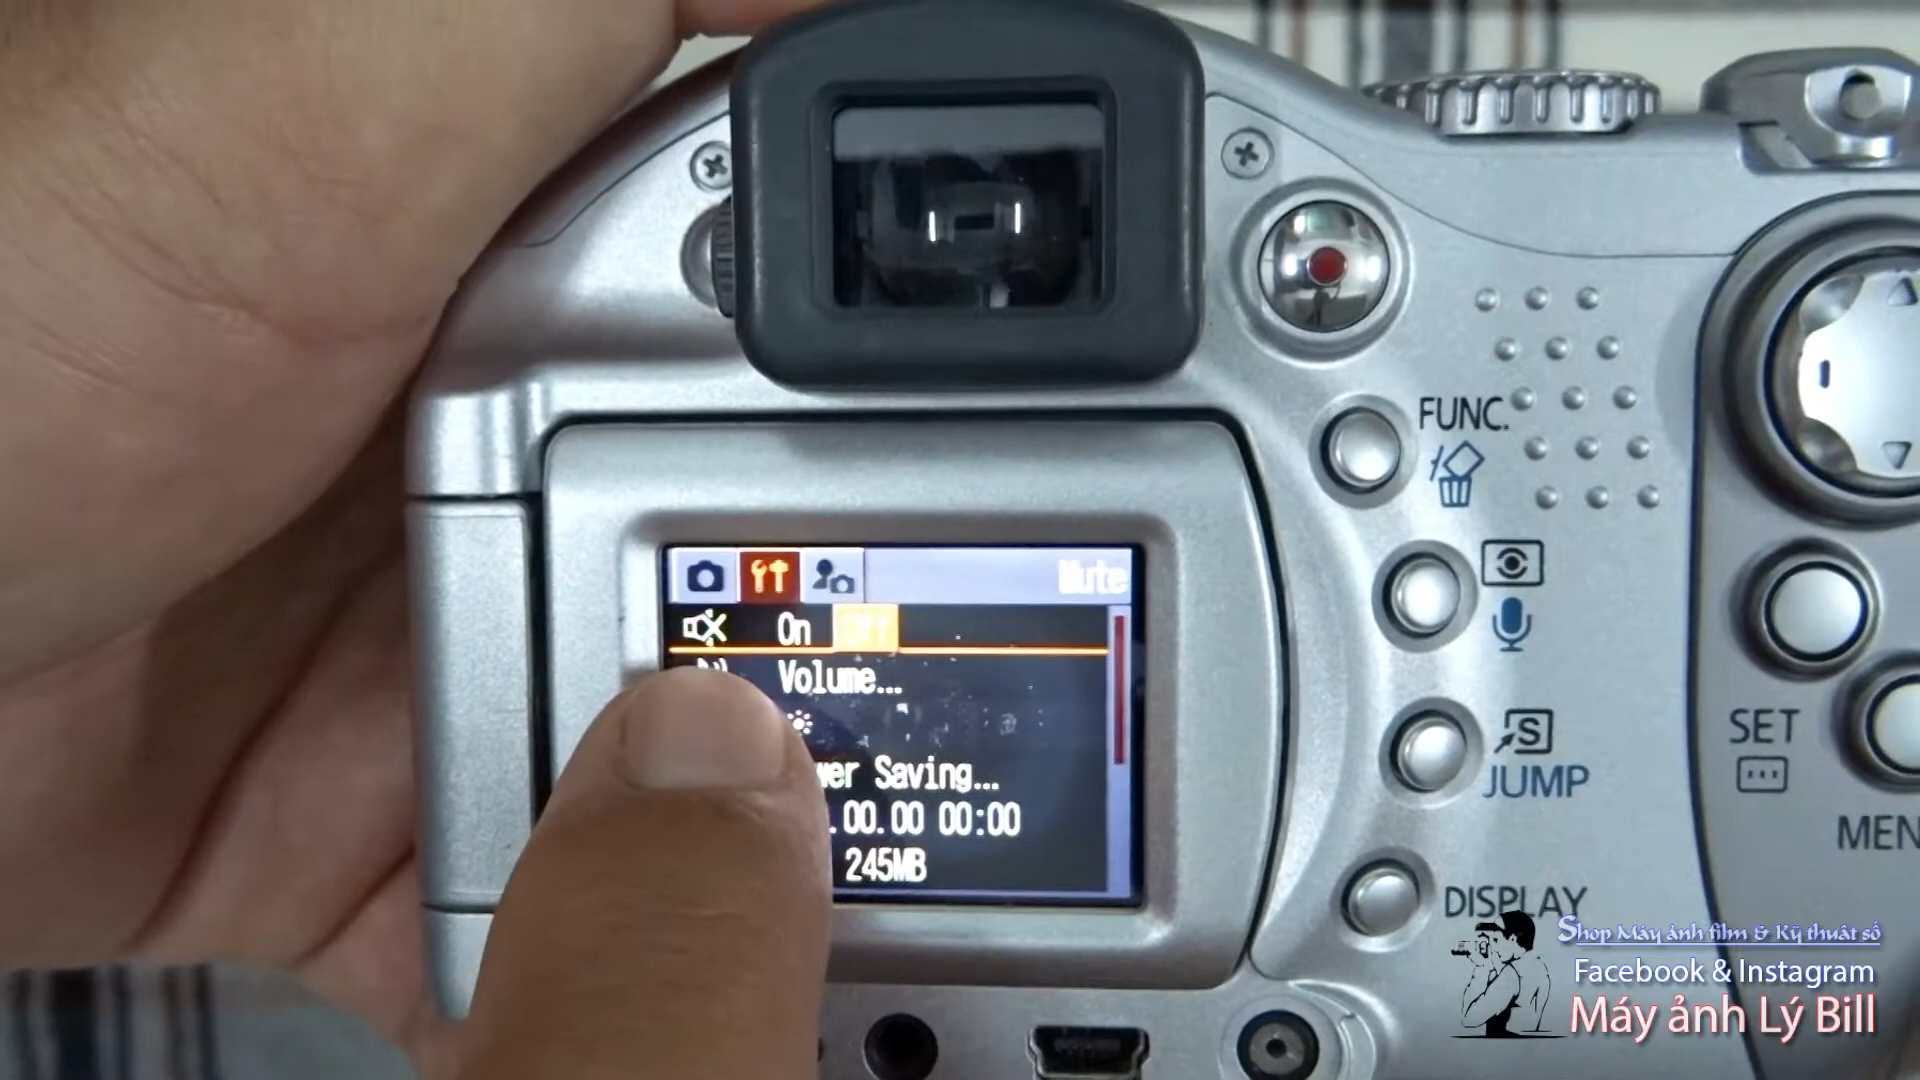 Mute
On Off
Volume...
wer Saving...
.00.00 00:00
245MB
FUNC.
JUMP
SET
MEN
DISPLAY
Shop Máy ảnh film & Kỹ thuật số
Facebook & Instagram
Máy ảnh Lý Bill